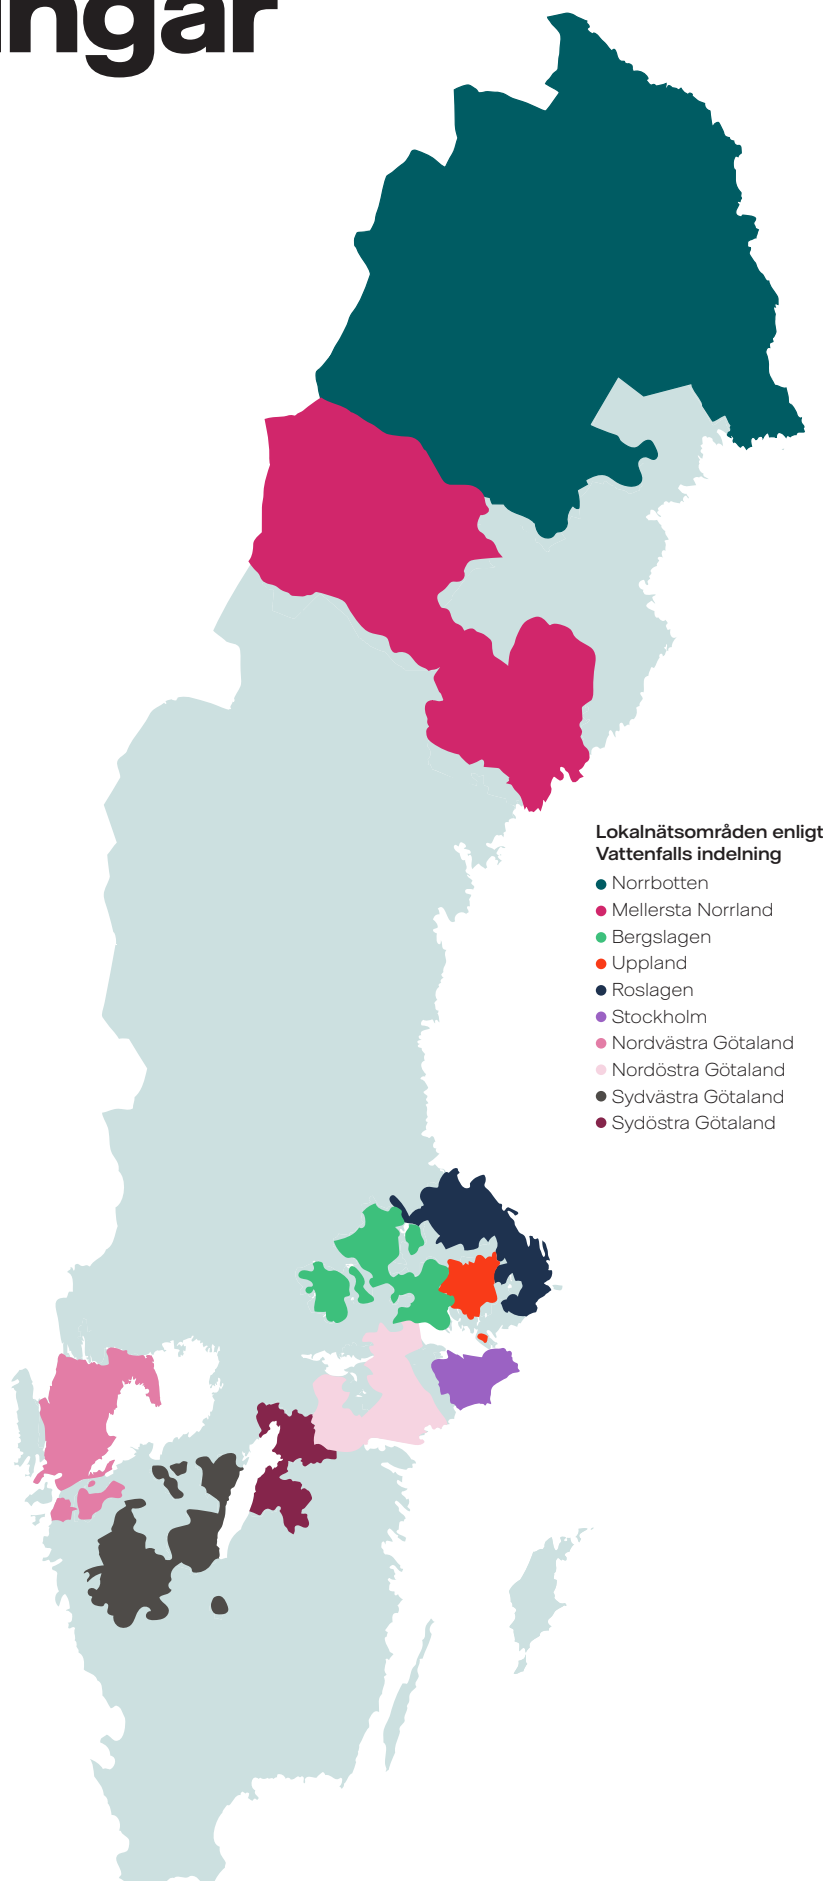 Lokalnätsområden enligt
Vattenfalls indelning
Norrbotten
Mellersta Norrland
Bergslagen
Uppland
Roslagen
Stockholm
Nordvästra Götaland
Nordöstra Götaland
Sydvästra Götaland
Sydöstra Götaland